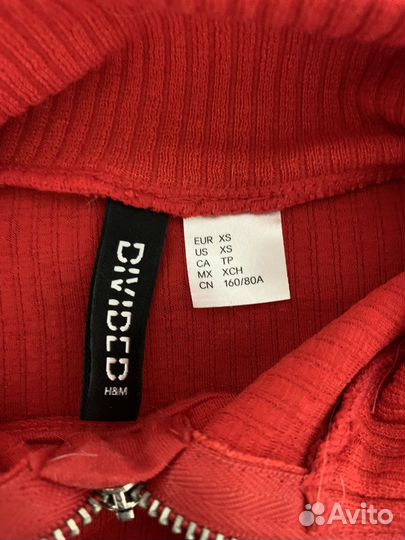 DIVIDED
H&M
EUR XS
US XS
CA TP
MX XCH
CN 160/80A
Avito